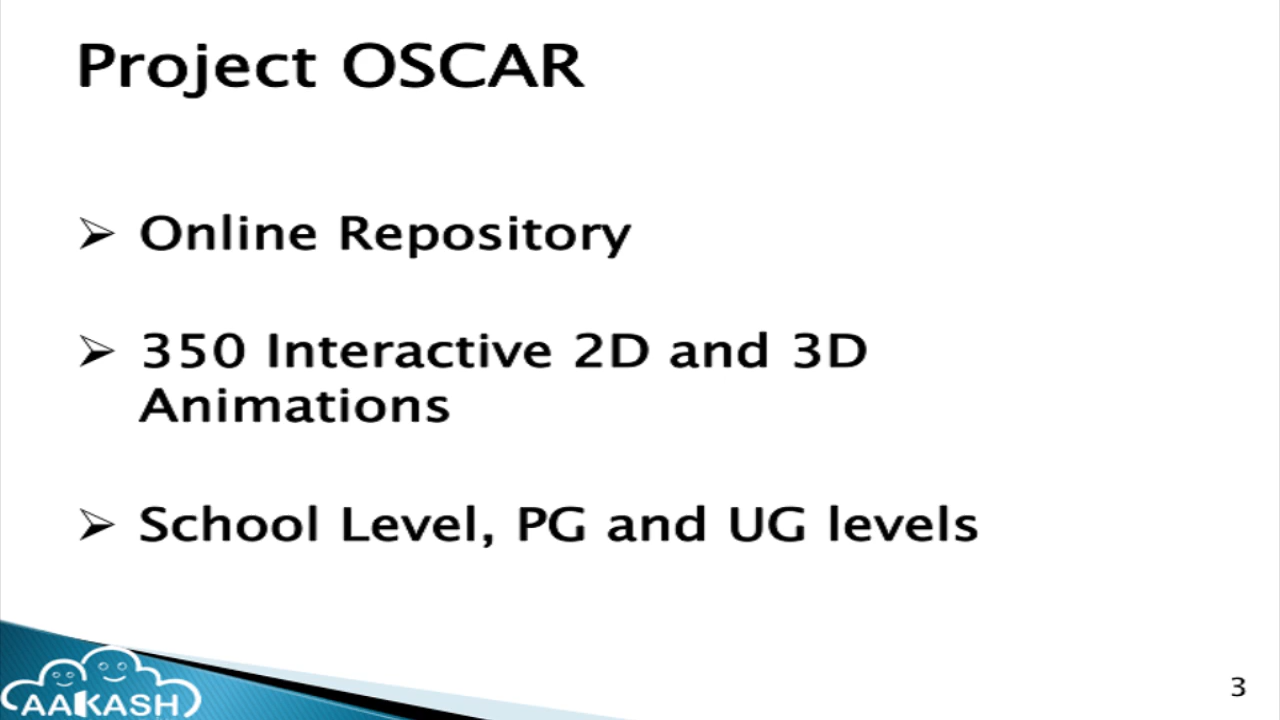 Project OSCAR
➢ Online Repository
➢ 350 Interactive 2D and 3D
Animations
➢ School Level, PG and UG levels
AAKASH
3